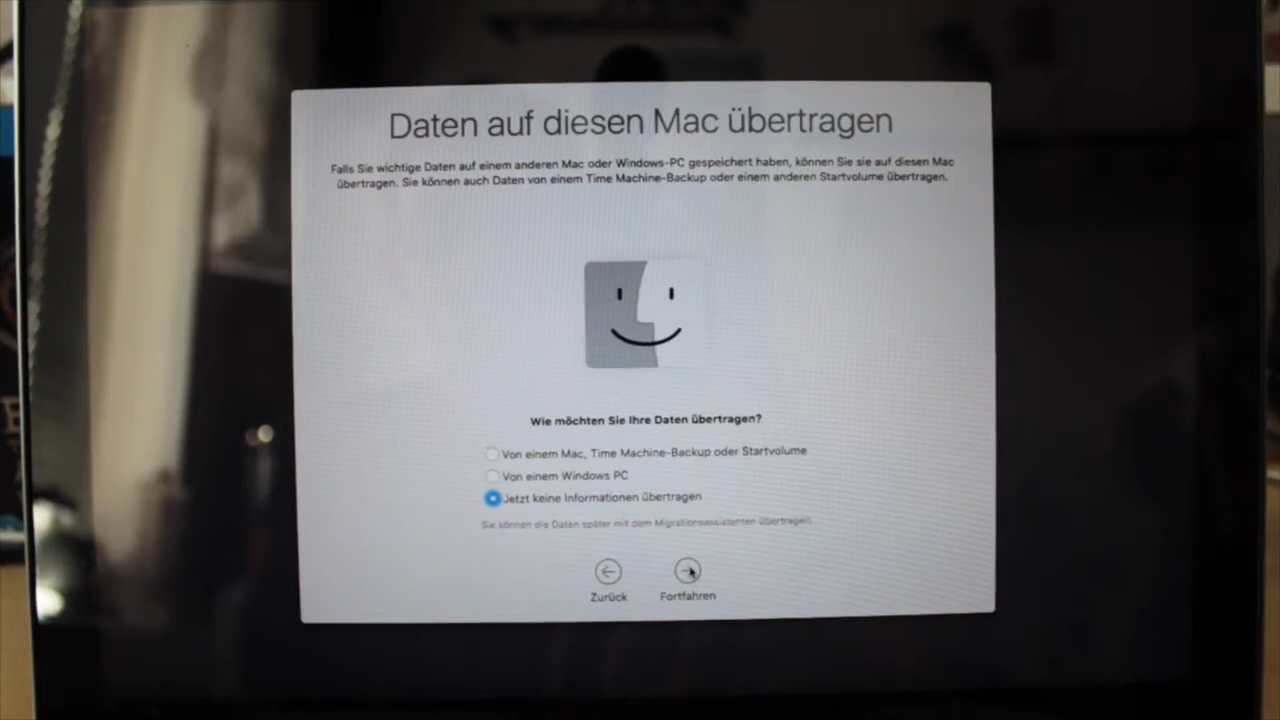 Daten auf diesen Mac übertragen
Falls Sie wichtige Daten auf einem anderen Mac oder Windows-PC gespeichert haben, können Sie sie auf diesen Mac
übertragen. Sie können auch Daten von einem Time Machine-Backup oder einem anderen Startvolume übertragen.
Wie möchten Sie Ihre Daten übertragen?
Von einem Mac, Time Machine-Backup oder Startvolume
Von einem Windows PC
Jetzt keine Informationen übertragen
Sie können die Daten später mit dem Migrationsassistenten übertragen.
Zurück
Fortfahren